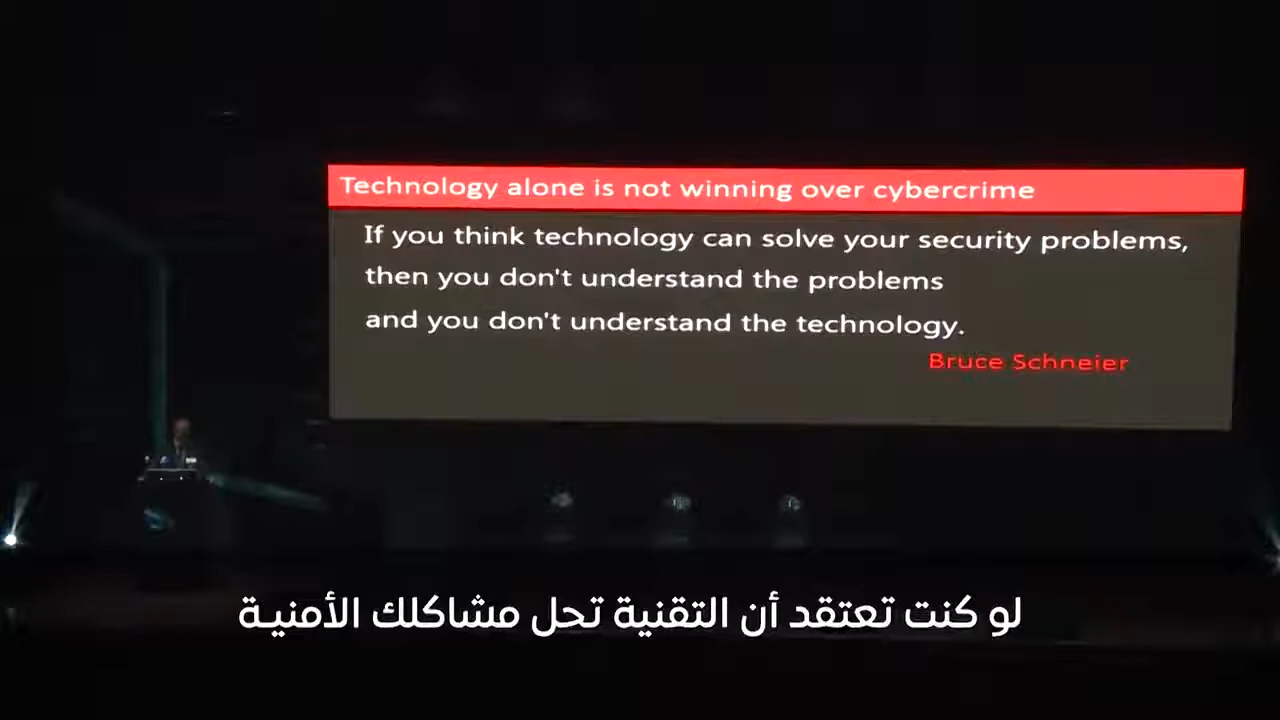 Technology alone is not winning over cybercrime
If you think technology can solve your security problems,
then you don't understand the problems
and you don't understand the technology.
Bruce Schneier
لو كنت تعتقد أن التقنية تحل مشاكلك الأمنية